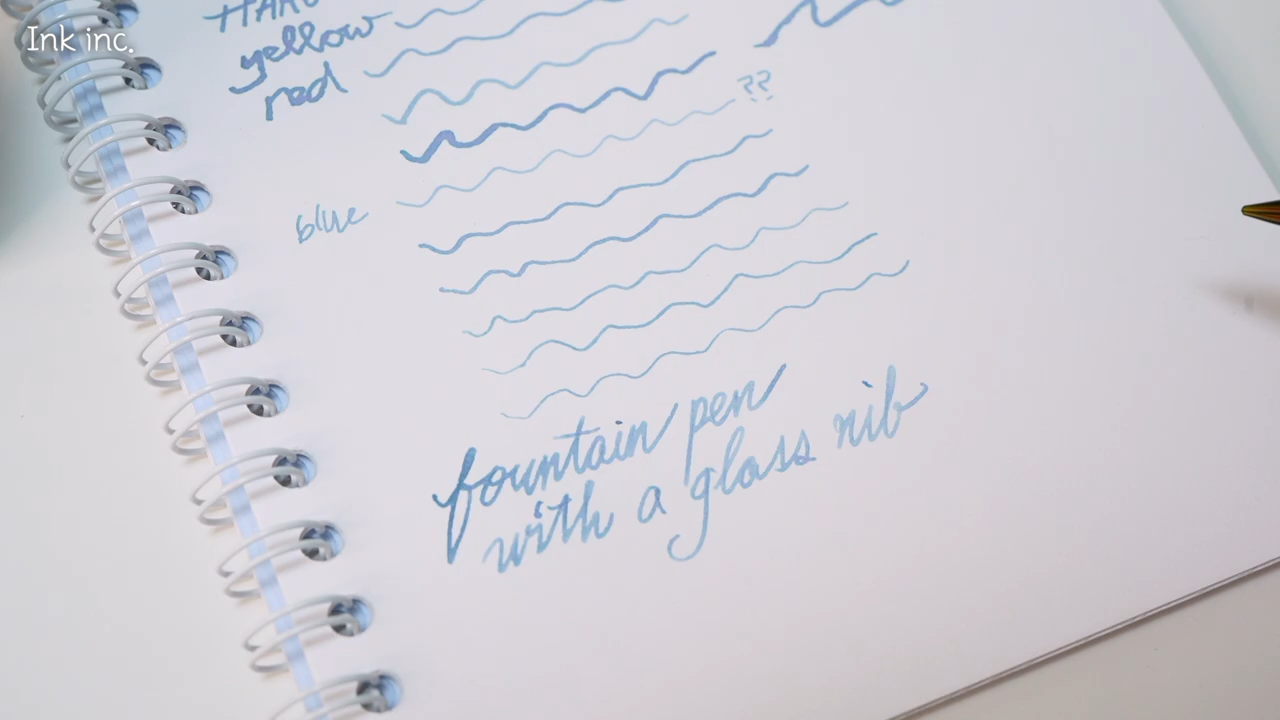 Ink inc.
yellow
red
??
blue
fountain pen
with a glass nib